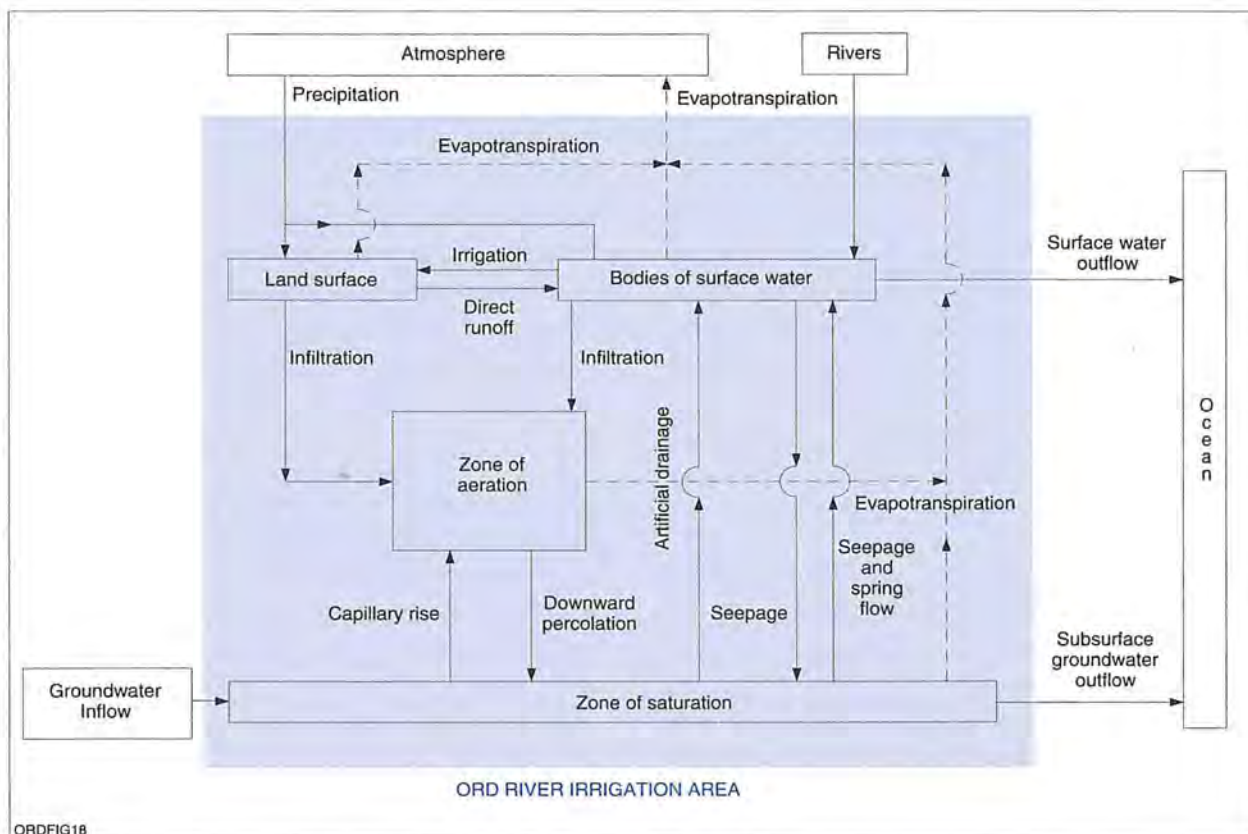 Atmosphere
Rivers
Precipitation
Evapotranspiration
Evapotranspiration
Land surface
Irrigation
Direct
runoff
Bodies of surface water
Surface water
outflow
Infiltration
Infiltration
Ocean
Zone of
aeration
Artificial drainage
Evapotranspiration
Capillary rise
Downward
percolation
Seepage
Seepage
and
spring
flow
Groundwater
Inflow
Zone of saturation
Subsurface
groundwater
outflow
ORD RIVER IRRIGATION AREA
ORDFIG18